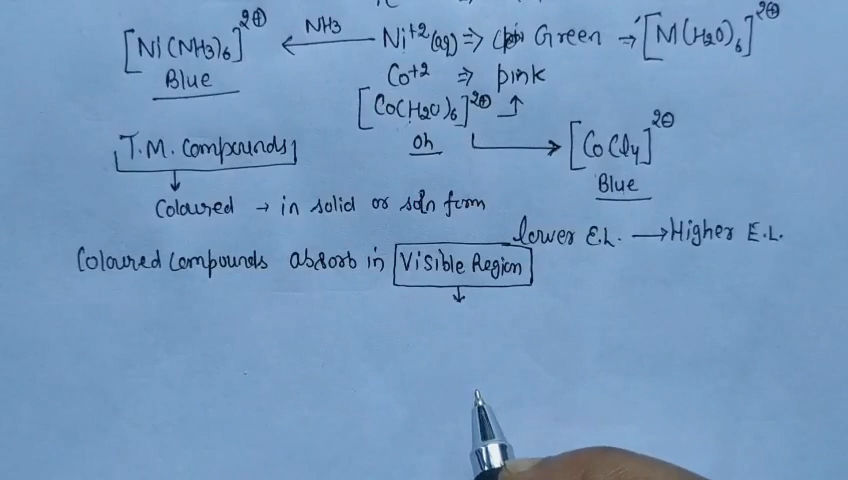 [Ni(NH3)6]2⊕ ← NH3 Ni+2(aq) ⇒ Green ⇒ [M(H2O)6]2⊕
Blue
Co+2 ⇒ pink
[Co(H2O)6]2⊕ ↑
Oh → [CoCl4]2⊕
Blue
T.M. Compounds
Coloured → in solid or soln form
lower E.L. → Higher E.L.
Coloured Compounds absorb in Visible Region